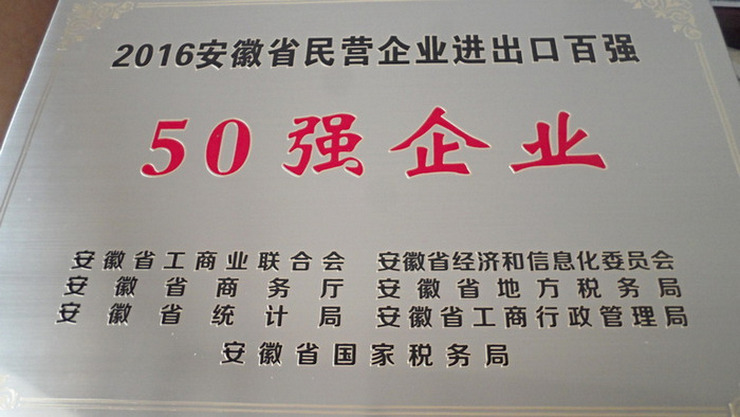 2016安徽省民营企业进出口百强
50强企业
安徽省工商业联合会 安徽省经济和信息化委员会
安徽省商务厅 安徽省地方税务局
安徽省统计局 安徽省工商行政管理局
安徽省国家税务局